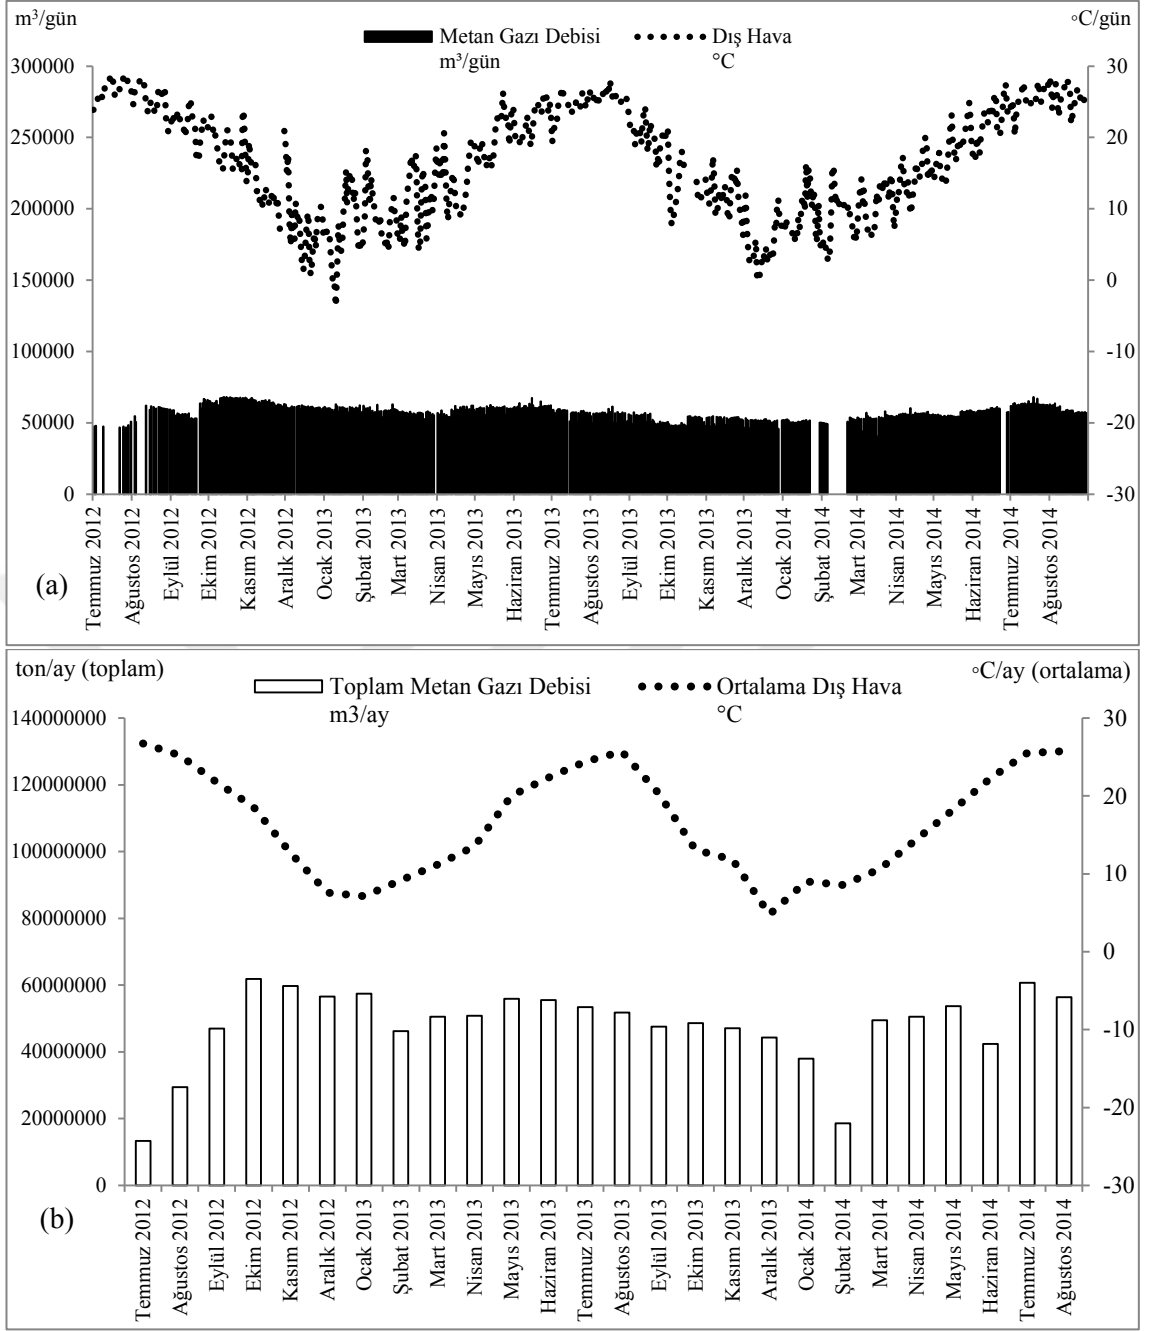 m³/gün
°C/gün
Metan Gazı Debisi
m³/gün
Dış Hava
°C
300000
250000
200000
150000
100000
50000
0
30
20
10
0
-10
-20
-30
Temmuz 2012
Ağustos 2012
Eylül 2012
Ekim 2012
Kasım 2012
Aralık 2012
Ocak 2013
Şubat 2013
Mart 2013
Nisan 2013
Mayıs 2013
Haziran 2013
Temmuz 2013
Ağustos 2013
Eylül 2013
Ekim 2013
Kasım 2013
Aralık 2013
Ocak 2014
Şubat 2014
Mart 2014
Nisan 2014
Mayıs 2014
Haziran 2014
Temmuz 2014
Ağustos 2014
(a)
ton/ay (toplam)
°C/ay (ortalama)
Toplam Metan Gazı Debisi
m3/ay
Ortalama Dış Hava
°C
140000000
120000000
100000000
80000000
60000000
40000000
20000000
0
30
20
10
0
-10
-20
-30
Temmuz 2012
Ağustos 2012
Eylül 2012
Ekim 2012
Kasım 2012
Aralık 2012
Ocak 2013
Şubat 2013
Mart 2013
Nisan 2013
Mayıs 2013
Haziran 2013
Temmuz 2013
Ağustos 2013
Eylül 2013
Ekim 2013
Kasım 2013
Aralık 2013
Ocak 2014
Şubat 2014
Mart 2014
Nisan 2014
Mayıs 2014
Haziran 2014
Temmuz 2014
Ağustos 2014
(b)